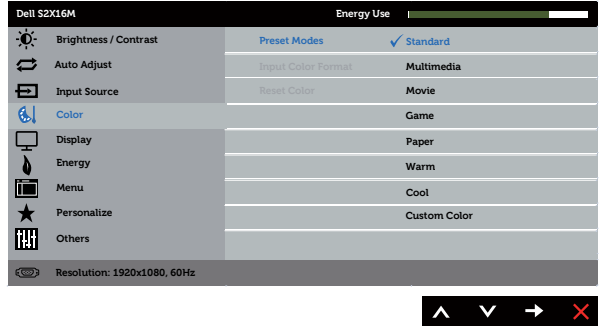 Dell S2X16M Energy Use
Brightness / Contrast Preset Modes Standard
Auto Adjust Input Color Format Multimedia
Input Source Reset Color Movie
Color Game
Display Paper
Energy Warm
Menu Cool
Personalize Custom Color
Others
Resolution: 1920x1080, 60Hz